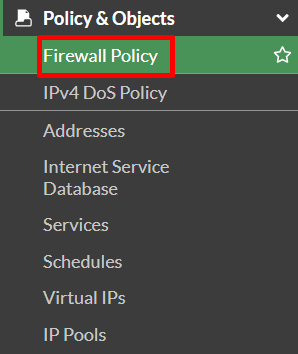 Policy & Objects
Firewall Policy
IPv4 DoS Policy
Addresses
Internet Service
Database
Services
Schedules
Virtual IPs
IP Pools